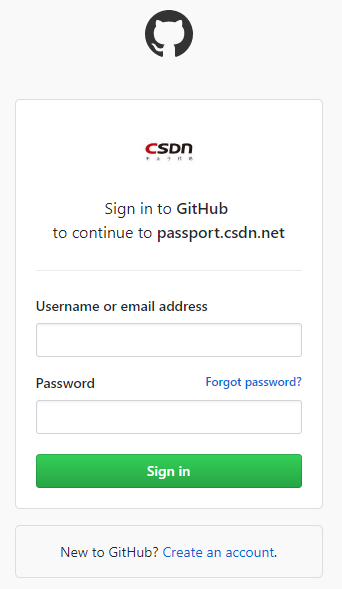 CSDN
Sign in to GitHub
to continue to passport.csdn.net
Username or email address
Password Forgot password?
Sign in
New to GitHub? Create an account.